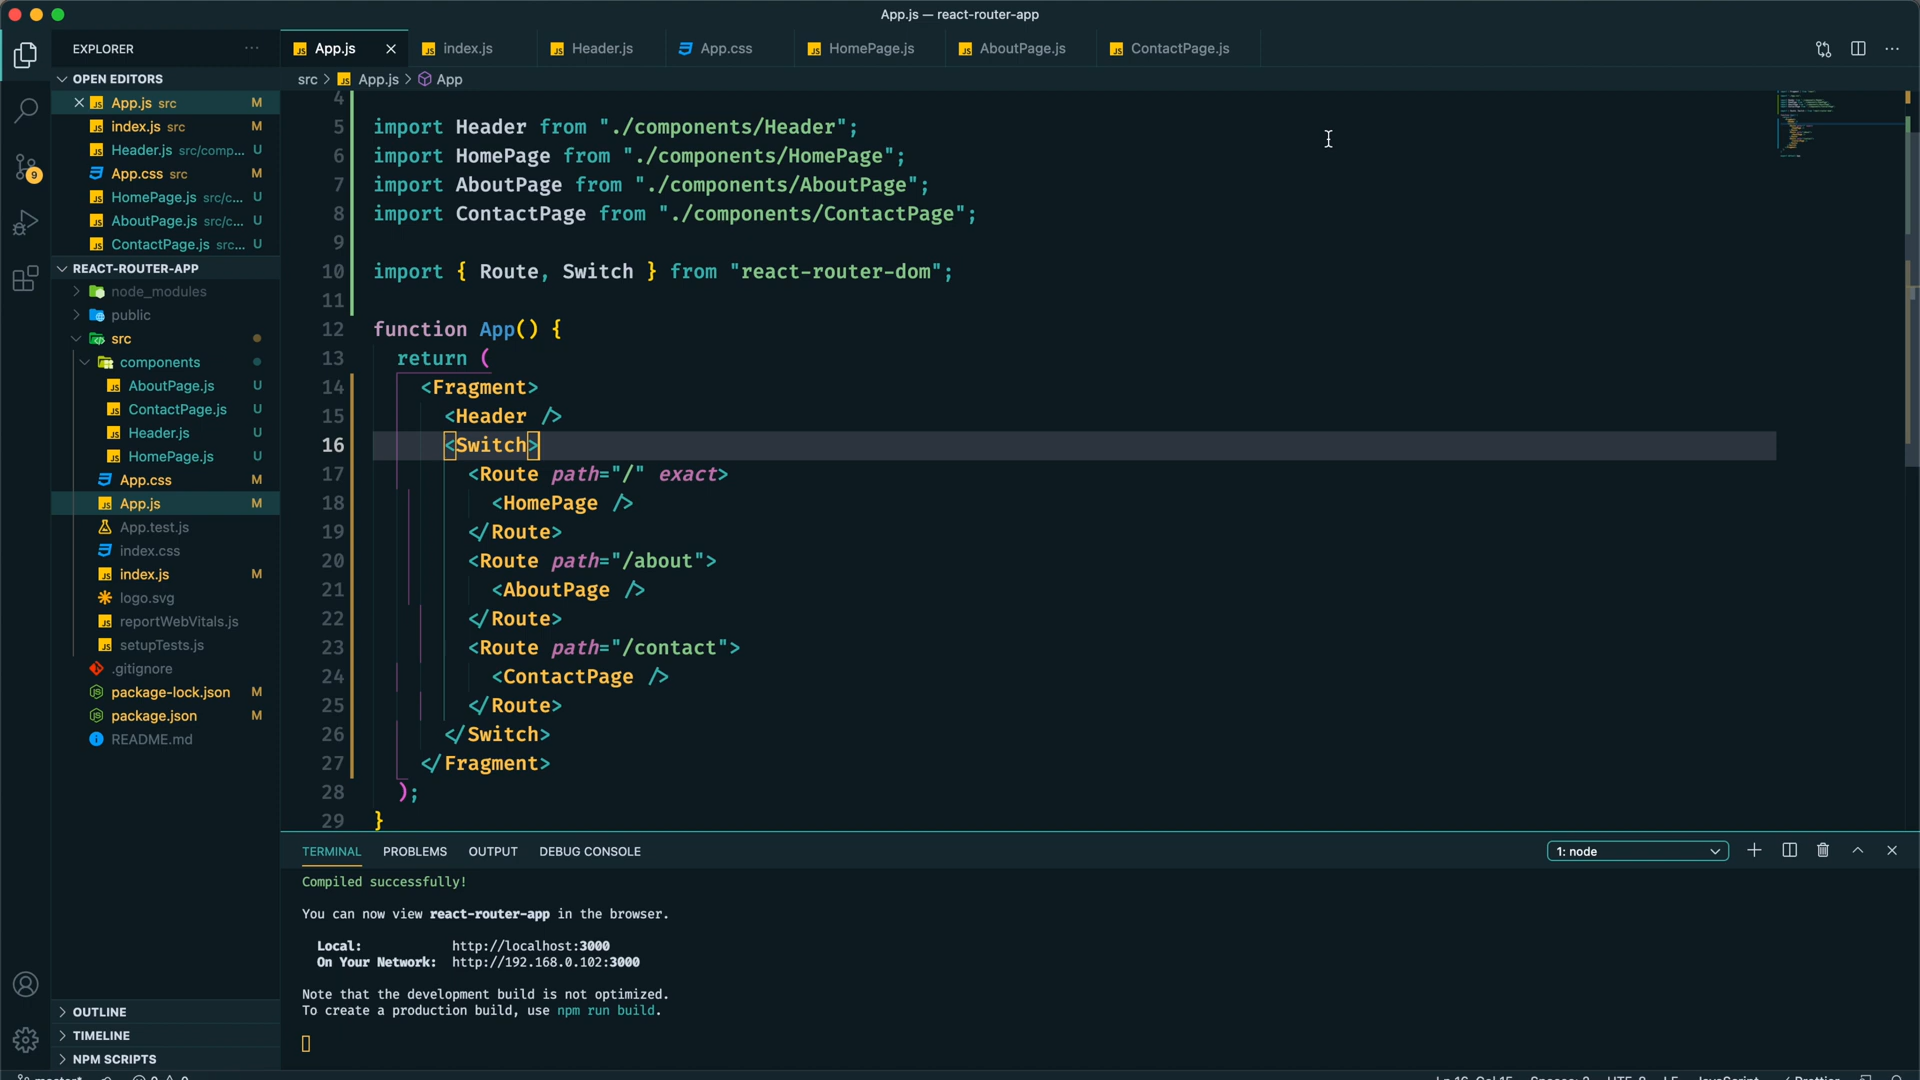 App.js — react-router-app
EXPLORER
App.js
index.js
Header.js
App.css
HomePage.js
AboutPage.js
ContactPage.js
OPEN EDITORS
src > App.js > App
App.js src M
index.js src M
Header.js src/comp... U
App.css src M
HomePage.js src/c... U
AboutPage.js src/c... U
ContactPage.js src... U
REACT-ROUTER-APP
node_modules
public
src
components
AboutPage.js U
ContactPage.js U
Header.js U
HomePage.js U
App.css M
App.js M
App.test.js
index.css
index.js M
logo.svg
reportWebVitals.js
setupTests.js
.gitignore
package-lock.json M
package.json M
README.md
OUTLINE
TIMELINE
NPM SCRIPTS
9
4
5 import Header from "./components/Header";
6 import HomePage from "./components/HomePage";
7 import AboutPage from "./components/AboutPage";
8 import ContactPage from "./components/ContactPage";
9
10 import { Route, Switch } from "react-router-dom";
11
12 function App() {
13 return (
14 <Fragment>
15 <Header />
16 <Switch>
17 <Route path="/" exact>
18 <HomePage />
19 </Route>
20 <Route path="/about">
21 <AboutPage />
22 </Route>
23 <Route path="/contact">
24 <ContactPage />
25 </Route>
26 </Switch>
27 </Fragment>
28 );
29 }
TERMINAL PROBLEMS OUTPUT DEBUG CONSOLE 1: node
Compiled successfully!
You can now view react-router-app in the browser.
Local: http://localhost:3000
On Your Network: http://192.168.0.102:3000
Note that the development build is not optimized.
To create a production build, use npm run build.